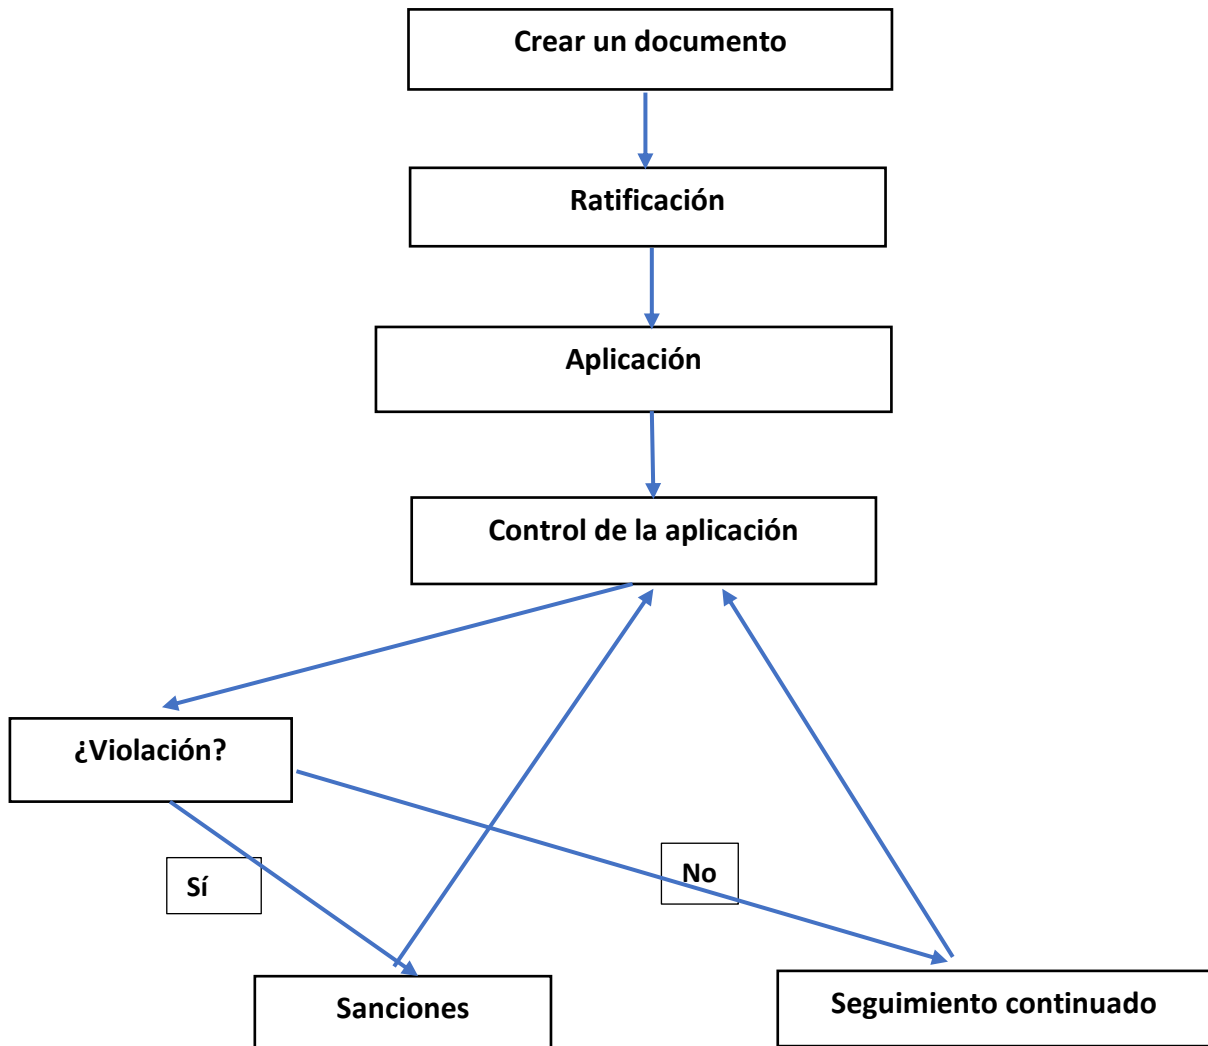 Crear un documento
Ratificación
Aplicación
Control de la aplicación
¿Violación?
Sí
No
Sanciones
Seguimiento continuado